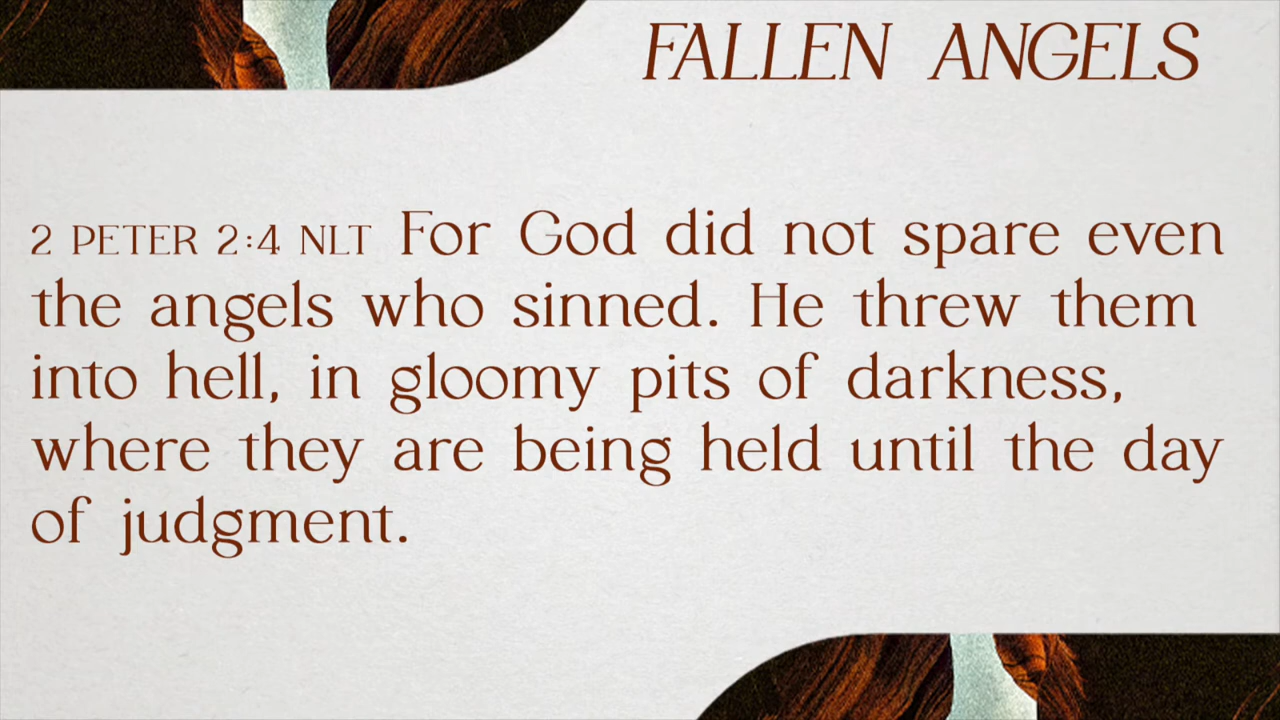 FALLEN ANGELS
2 PETER 2:4 NLT For God did not spare even
the angels who sinned. He threw them
into hell, in gloomy pits of darkness,
where they are being held until the day
of judgment.